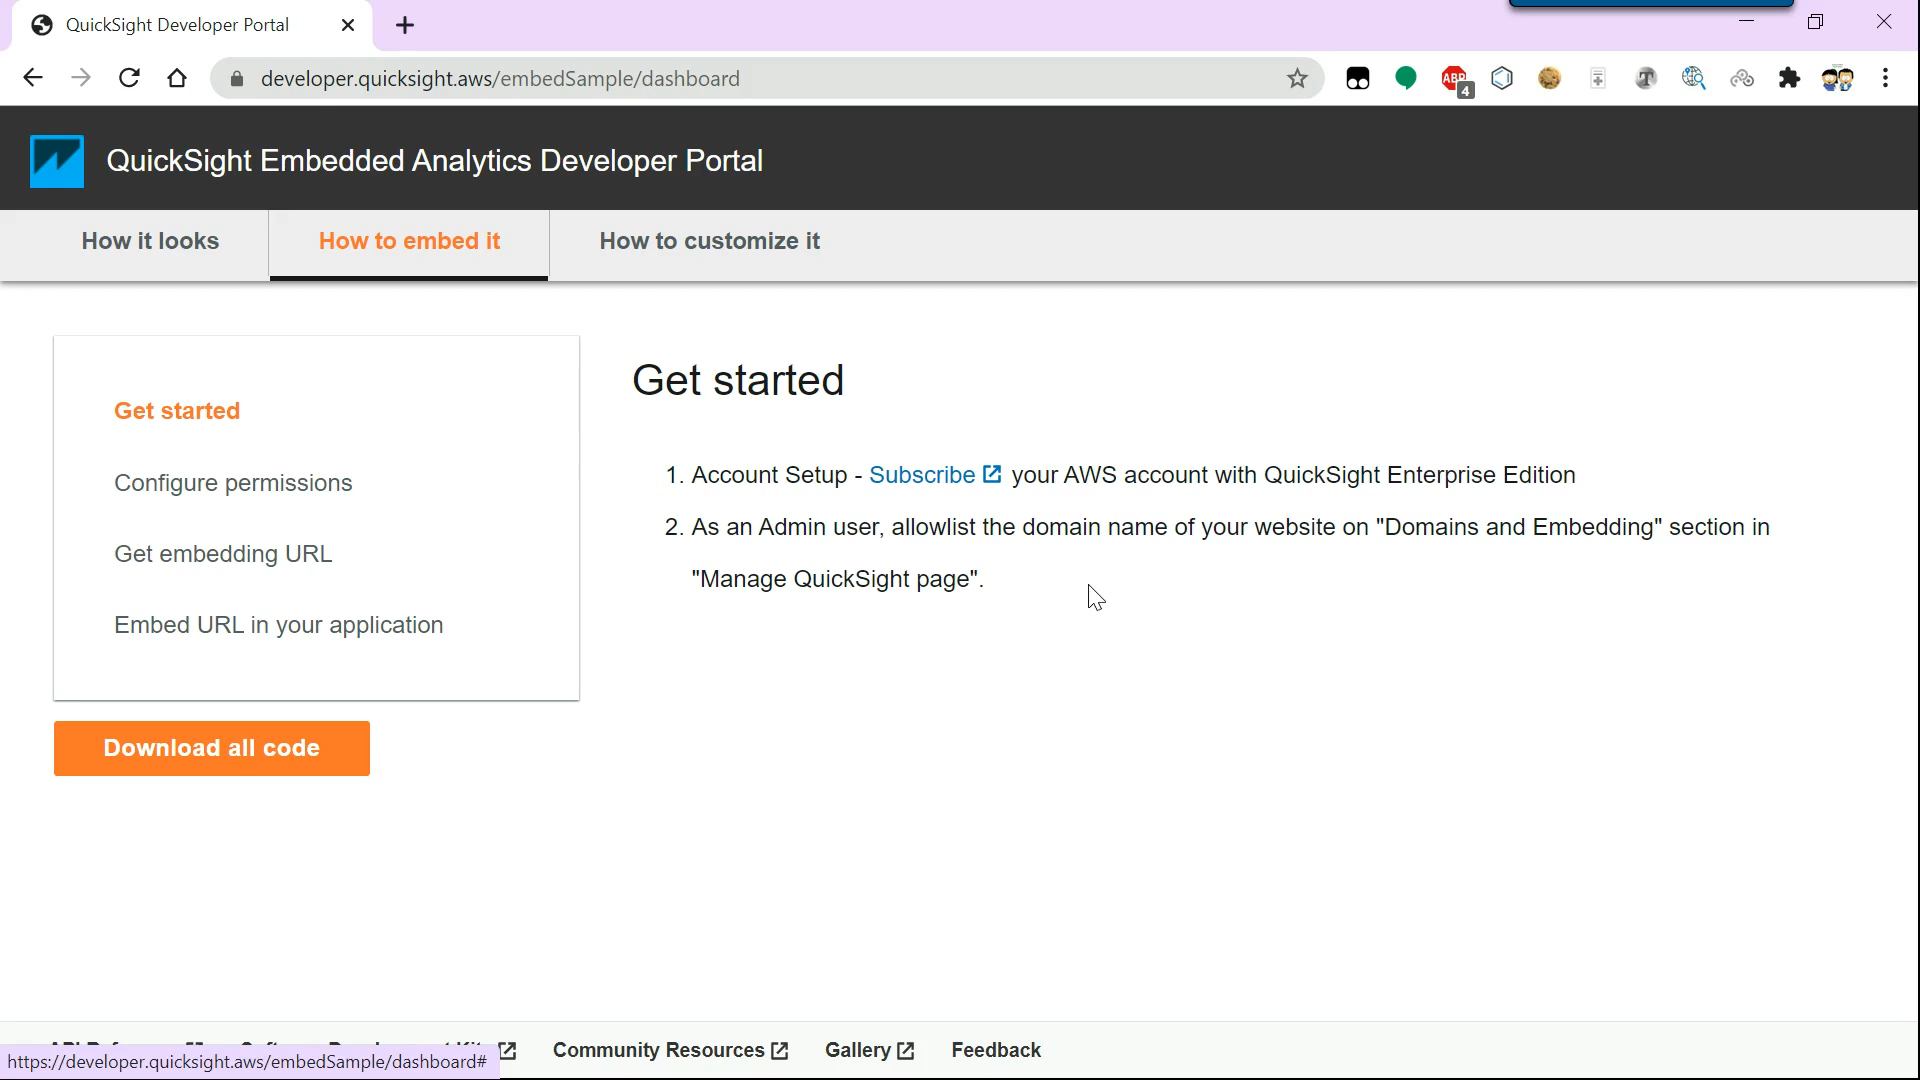 QuickSight Developer Portal
developer.quicksight.aws/embedSample/dashboard
ABP
4
T
QuickSight Embedded Analytics Developer Portal
How it looks
How to embed it
How to customize it
Get started
Configure permissions
Get embedding URL
Embed URL in your application
Download all code
Get started
1. Account Setup - Subscribe your AWS account with QuickSight Enterprise Edition
2. As an Admin user, allowlist the domain name of your website on "Domains and Embedding" section in
"Manage QuickSight page".
Community Resources
Gallery
Feedback
https://developer.quicksight.aws/embedSample/dashboard#